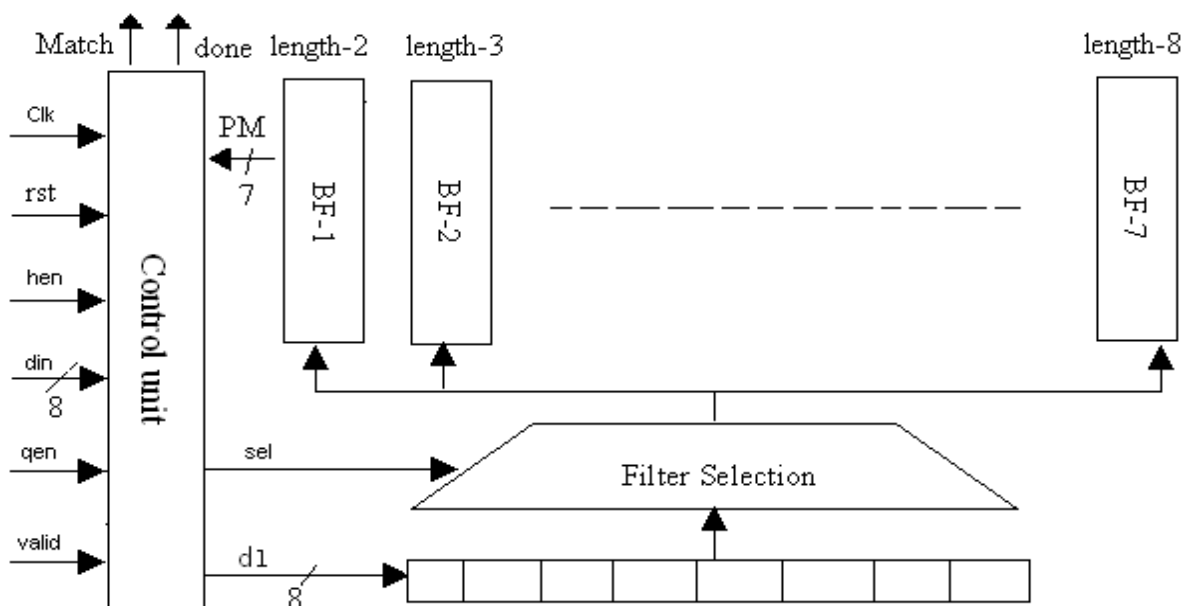 Match
done
length-2
length-3
length-8
Clk
PM
7
rst
hen
din
8
qen
valid
Control unit
BF-1
BF-2
BF-7
sel
Filter Selection
d1
8